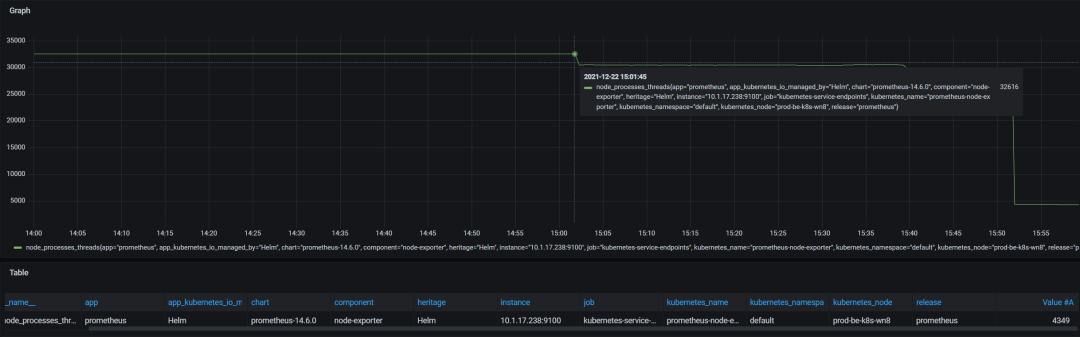 Graph
35000
30000
25000
20000
15000
10000
5000
2021-12-22 15:01:45
node_processes_threads{app="prometheus", app_kubernetes_io_managed_by="Helm", chart="prometheus-14.6.0", component="node-
exporter", heritage="Helm", instance="10.1.17.238:9100", job="kubernetes-service-endpoints", kubernetes_name="prometheus-node-ex
porter", kubernetes_namespace="default", kubernetes_node="prod-be-k8s-wn8", release="prometheus"}
32616
14:00 14:05 14:10 14:15 14:20 14:25 14:30 14:35 14:40 14:45 14:50 14:55 15:00 15:05 15:10 15:15 15:20 15:25 15:30 15:35 15:40 15:45 15:50 15:55
node_processes_threads{app="prometheus", app_kubernetes_io_managed_by="Helm", chart="prometheus-14.6.0", component="node-exporter", heritage="Helm", instance="10.1.17.238:9100", job="kubernetes-service-endpoints", kubernetes_name="prometheus-node-exporter", kubernetes_namespace="default", kubernetes_node="prod-be-k8s-wn8", release="p
Table
_name__ app app_kubernetes_io_m chart component heritage instance job kubernetes_name kubernetes_namespa kubernetes_node release Value #A
node_processes_thr... prometheus Helm prometheus-14.6.0 node-exporter Helm 10.1.17.238:9100 kubernetes-service-... prometheus-node-e... default prod-be-k8s-wn8 prometheus 4349